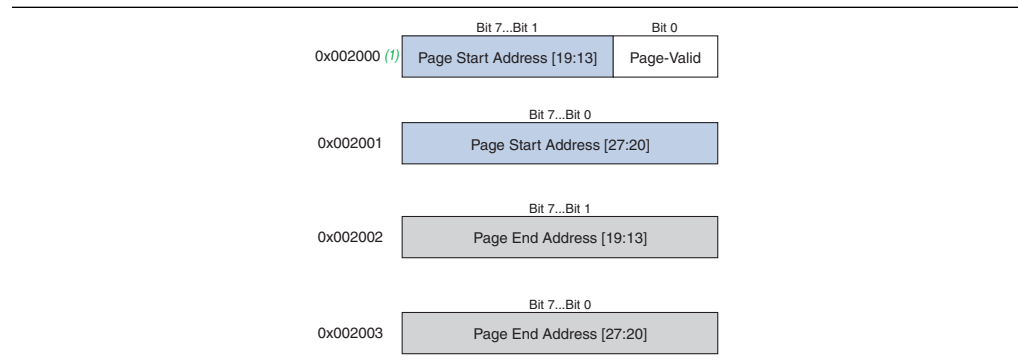 Bit 7...Bit 1 Bit 0
0x002000 (1) Page Start Address [19:13] Page-Valid
Bit 7...Bit 0
0x002001 Page Start Address [27:20]
Bit 7...Bit 1
0x002002 Page End Address [19:13]
Bit 7...Bit 0
0x002003 Page End Address [27:20]